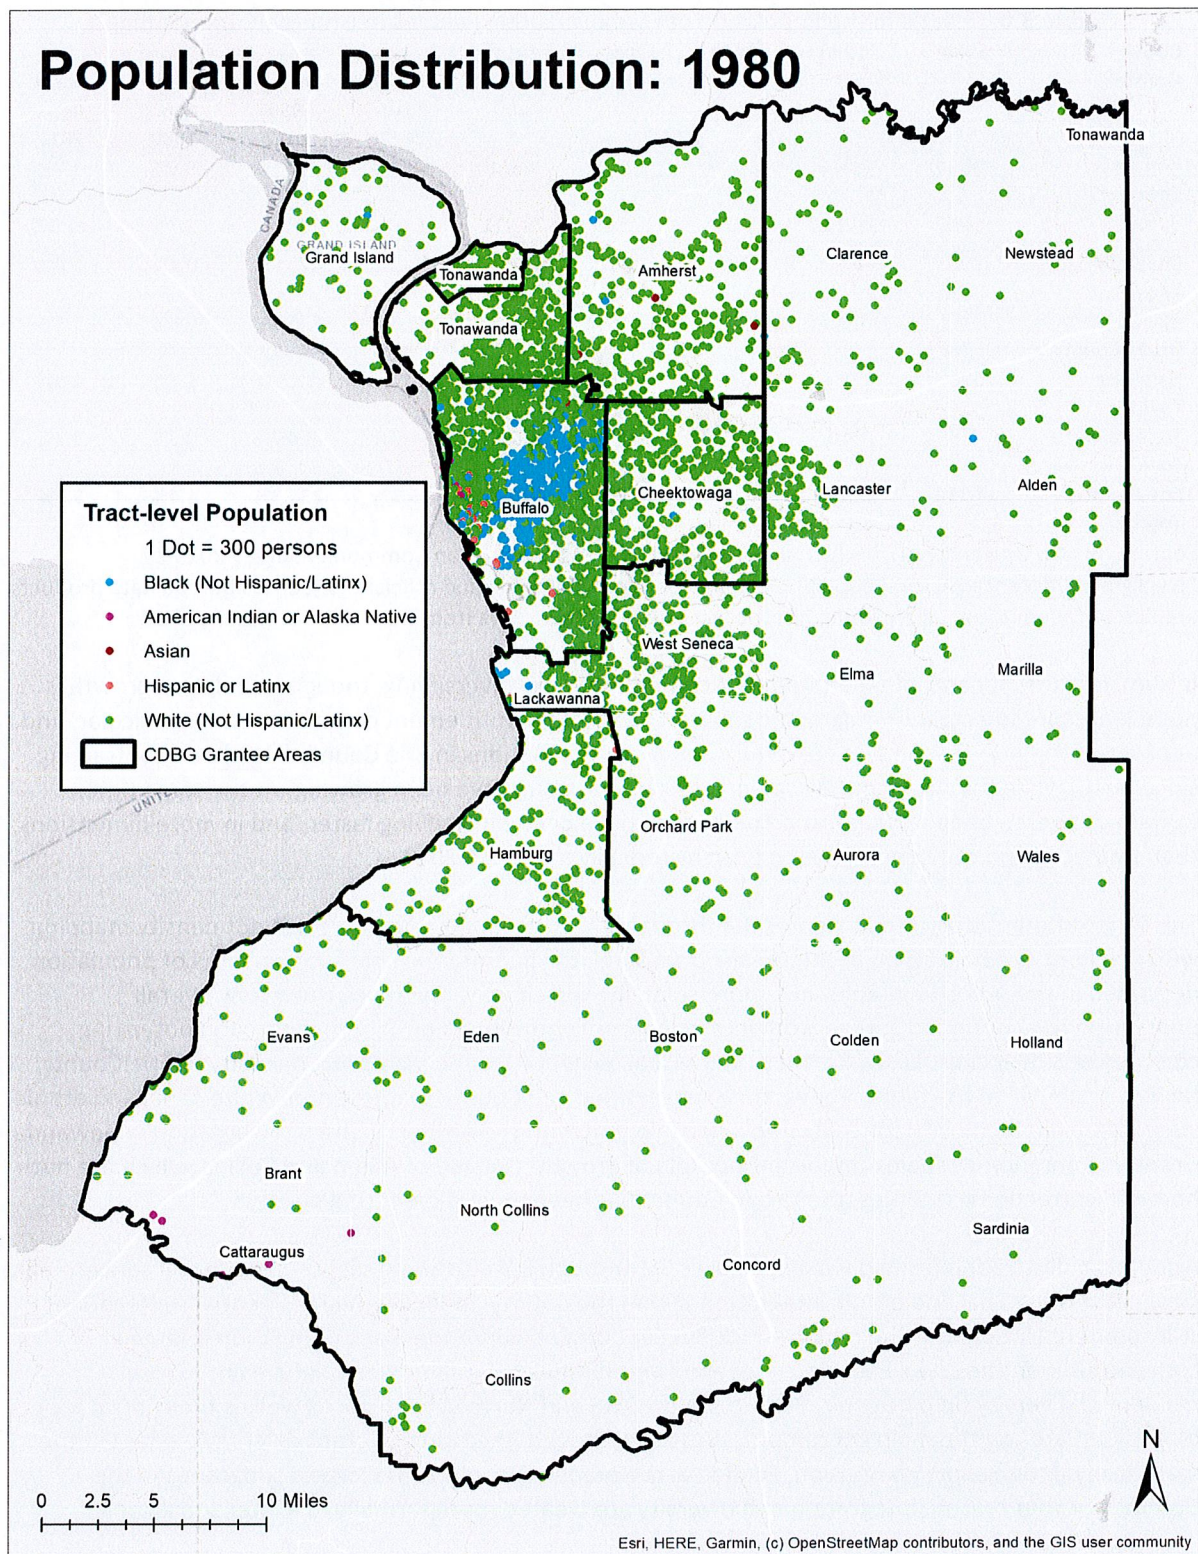 Population Distribution: 1980
Tonawanda
CANADA
GRAND ISLAND
Grand Island
Clarence
Newstead
Amherst
Tonawanda
Tonawanda
Tract-level Population
1 Dot = 300 persons
Black (Not Hispanic/Latinx)
American Indian or Alaska Native
Asian
Hispanic or Latinx
White (Not Hispanic/Latinx)
CDBG Grantee Areas
Cheektowaga
Lancaster
Alden
Buffalo
West Seneca
Elma
Marilla
Lackawanna
UNITE
Orchard Park
Hamburg
Aurora
Wales
Evans
Eden
Boston
Colden
Holland
Brant
North Collins
Sardinia
Cattaraugus
Concord
Collins
N
0 2.5 5 10 Miles
Esri, HERE, Garmin, (c) OpenStreetMap contributors, and the GIS user community